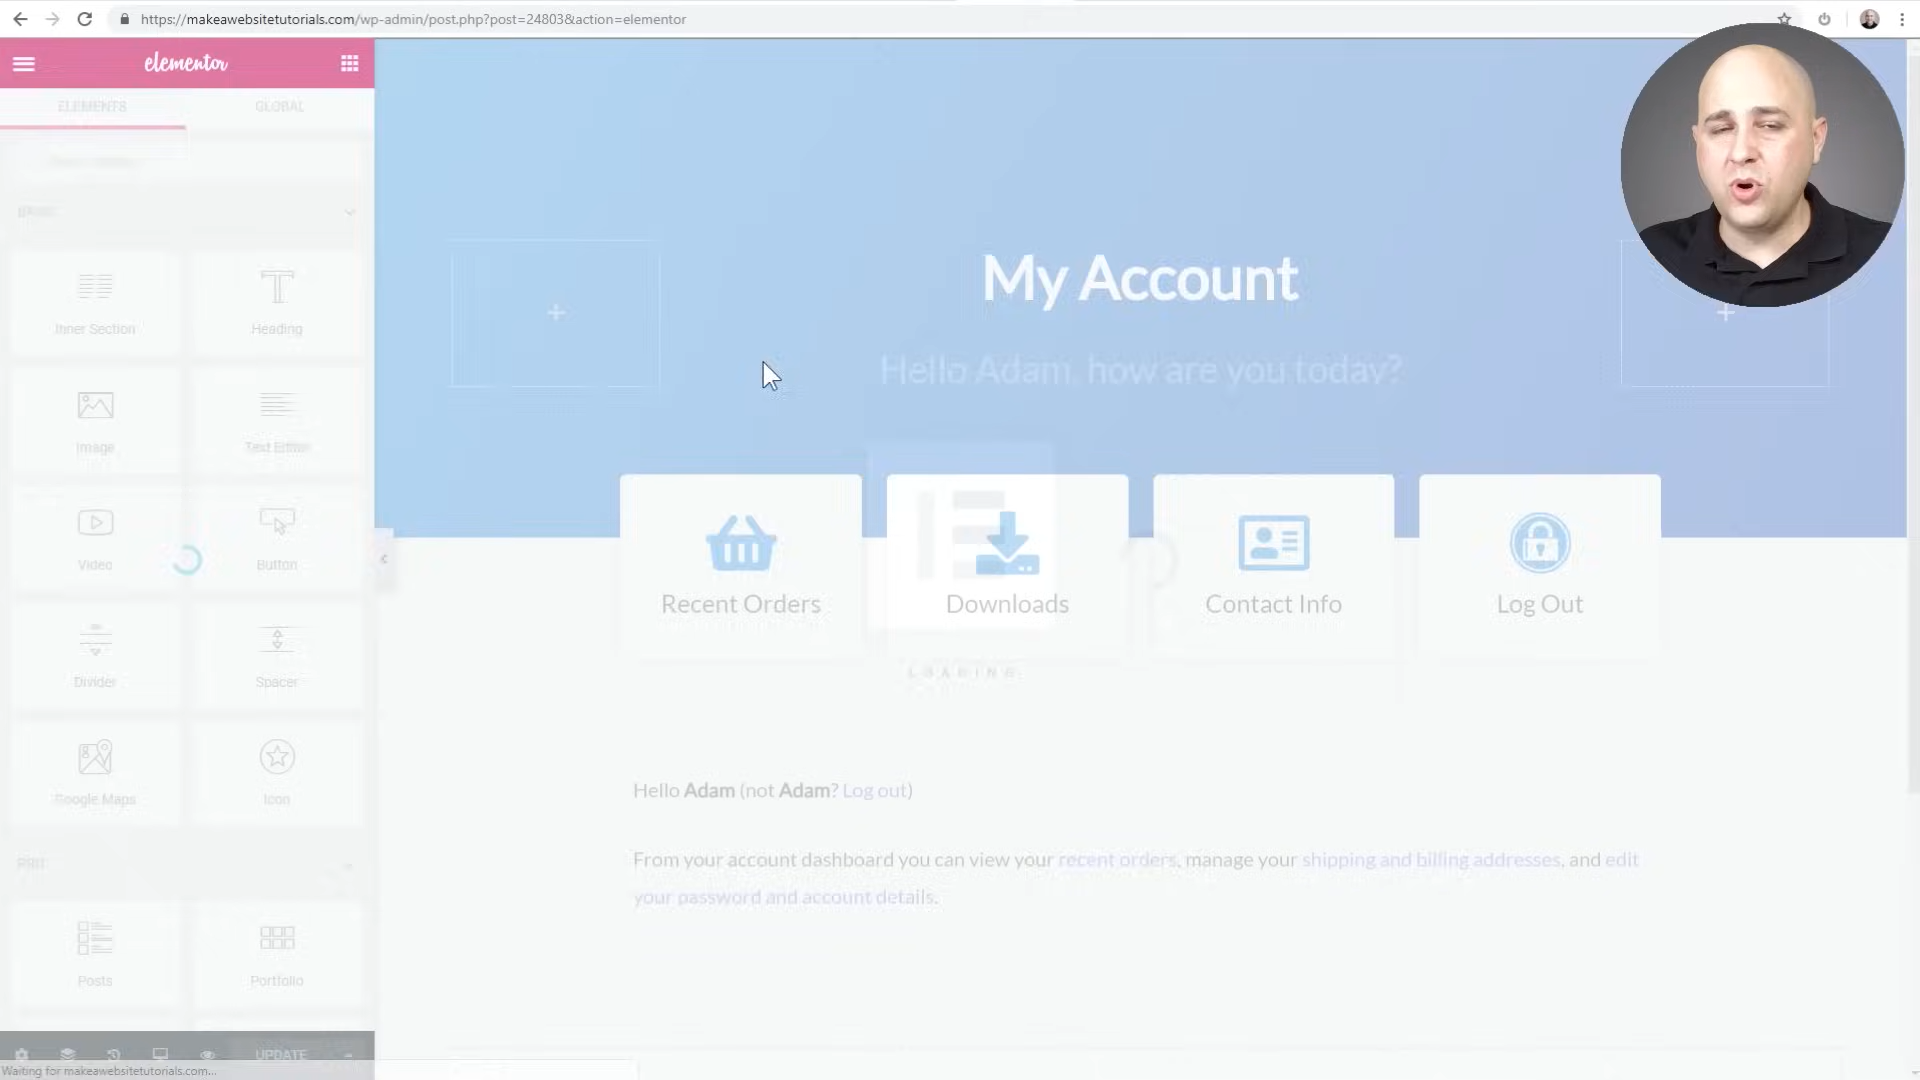 https://makeawebsitetutorials.com/wp-admin/post.php?post=24803&action=elementor
elementor
ELEMENTS
GLOBAL
BASIC
Inner Section
Heading
Image
Text Editor
Video
Button
Divider
Spacer
Google Maps
Icon
Posts
Portfolio
UPDATE
Waiting for makeawebsitetutorials.com...
My Account
Hello Adam, how are you today?
Recent Orders
Downloads
Contact Info
Log Out
LOADING
Hello Adam (not Adam? Log out)
From your account dashboard you can view your recent orders, manage your shipping and billing addresses, and edit
your password and account details.